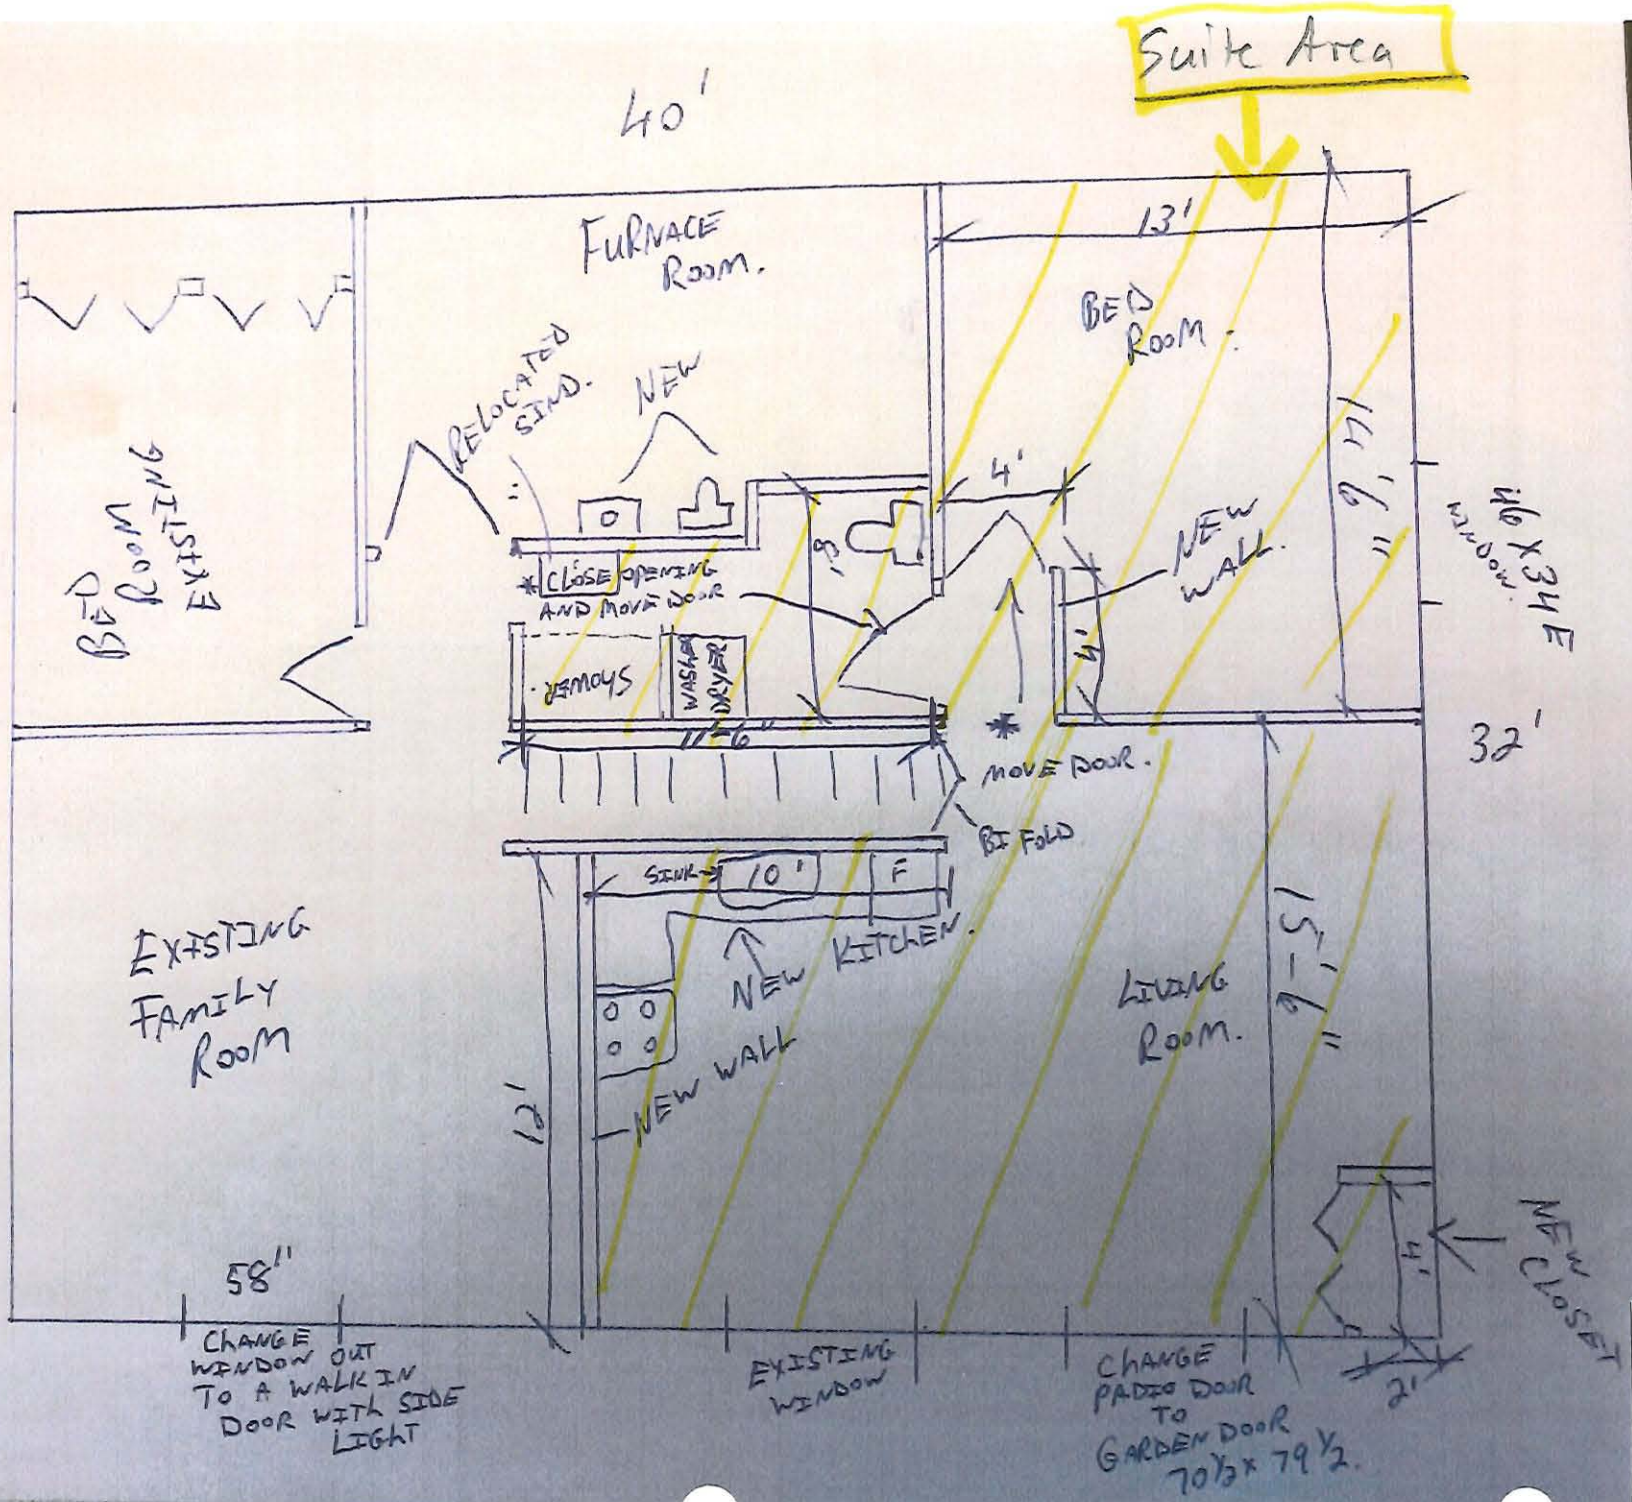 Suite Area
40'
13'
FURNACE
ROOM.
BED
ROOM.
RELOCATED
SIND.
NEW
4'
14'6"
46 X 34 E
WINDOW.
NEW
WALL.
EXISTING
ROOM
BED
* CLOSE OPENING
AND MOVE DOOR
8'
4'
SHOWER.
WASHER
DRYER
11'-6"
*
MOVE DOOR.
32'
BI FOLD
SINK→
10'
F
KITCHEN.
NEW
NEW WALL
12'
EXISTING
FAMILY
ROOM
LIVING
ROOM.
15'-6"
4'
NEW
CLOSET
2'
58"
CHANGE
WINDOW OUT
TO A WALK IN
DOOR WITH SIDE
LIGHT
EXISTING
WINDOW
CHANGE
PADIO DOOR
TO
GARDEN DOOR
70 1/2 x 79 1/2.